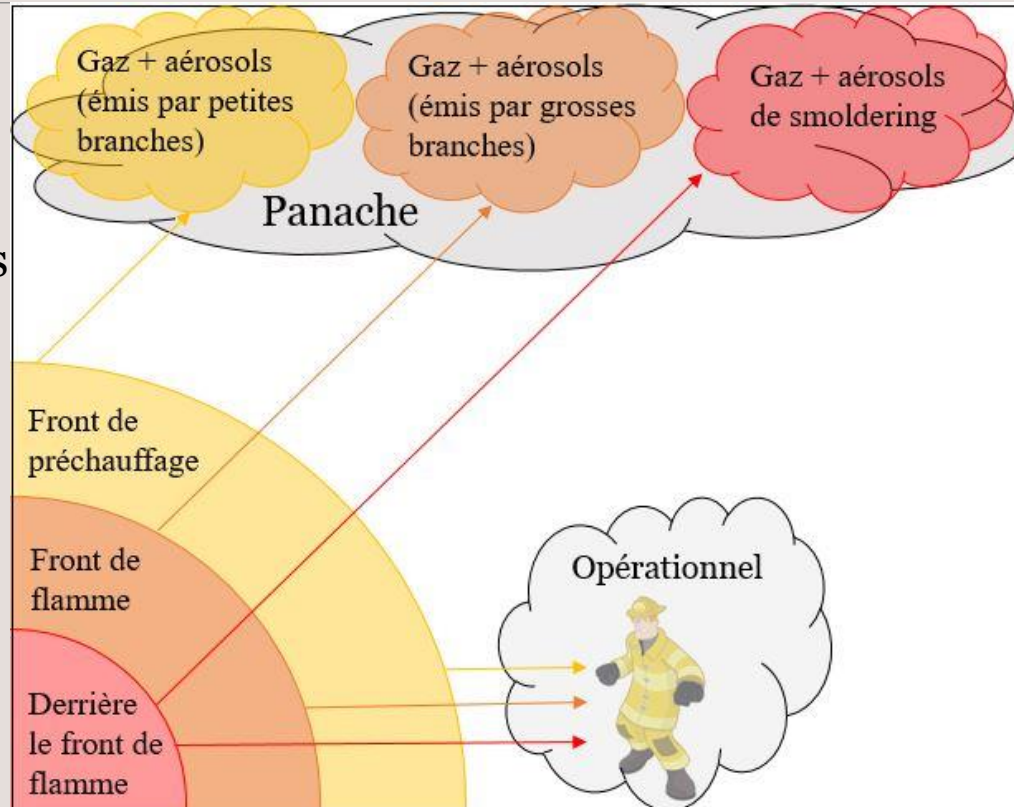 Gaz + aérosols
(émis par petites
branches)
Gaz + aérosols
(émis par grosses
branches)
Gaz + aérosols
de smoldering
Panache
s
Front de
préchauffage
Front de
flamme
Derrière
le front de
flamme
Opérationnel